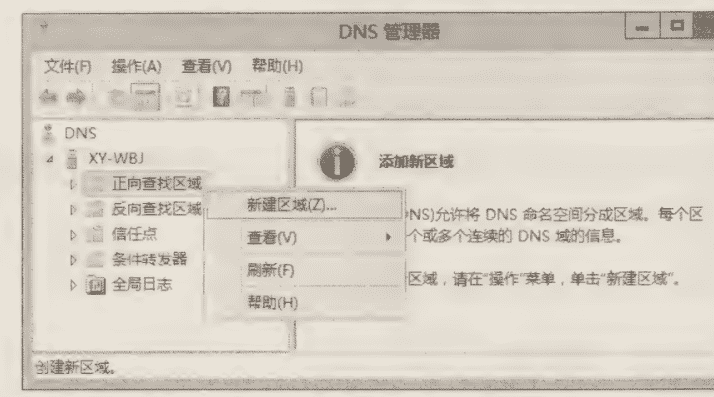 DNS 管理器
文件(F) 操作(A) 查看(V) 帮助(H)
DNS
XY-WBJ
正向查找区域
反向查找区域
信任点
条件转发器
全局日志
新建区域(Z)...
查看(V)
刷新(F)
帮助(H)
添加新区域
NS)允许将 DNS 命名空间分成区域。每个区
个或多个连续的 DNS 域的信息。
区域，请在“操作”菜单，单击“新建区域”。
创建新区域。